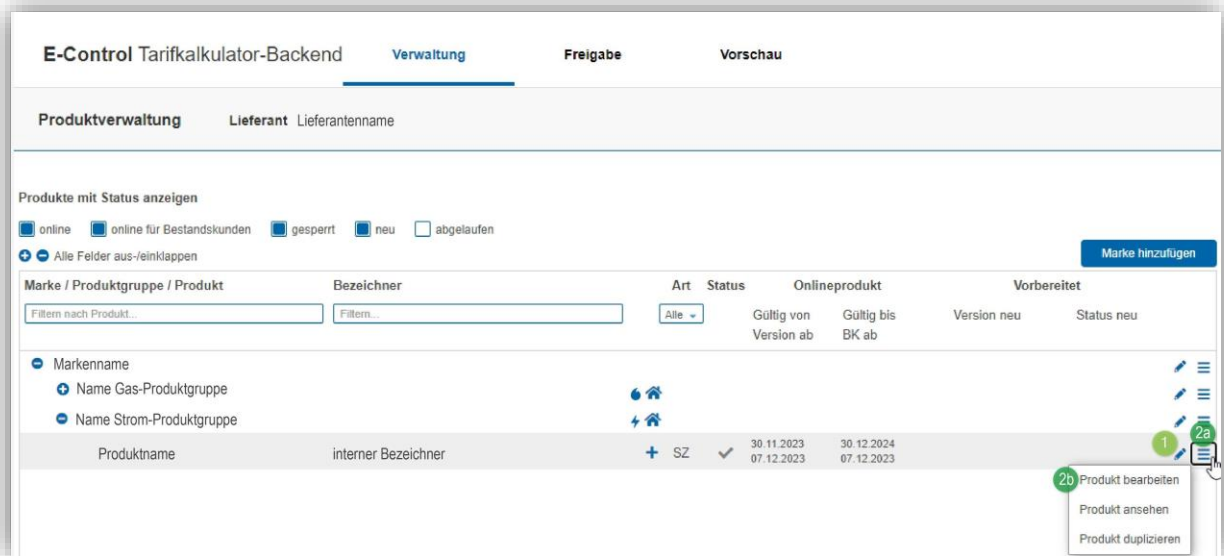 E-Control Tarifkalkulator-Backend Verwaltung Freigabe Vorschau
Produktverwaltung Lieferant Lieferantenname
Produkte mit Status anzeigen
online online für Bestandskunden gesperrt neu abgelaufen
Alle Felder aus-/einklappen Marke hinzufügen
Marke / Produktgruppe / Produkt Bezeichner Art Status Onlineprodukt Vorbereitet
Filtern nach Produkt... Filtern... Alle Gültig von Gültig bis Version neu Status neu
Version ab BK ab
Markenname
Name Gas-Produktgruppe
Name Strom-Produktgruppe
Produktname interner Bezeichner SZ 30.11.2023 30.12.2024 1 2a
07.12.2023 07.12.2023
2b Produkt bearbeiten
Produkt ansehen
Produkt duplizieren